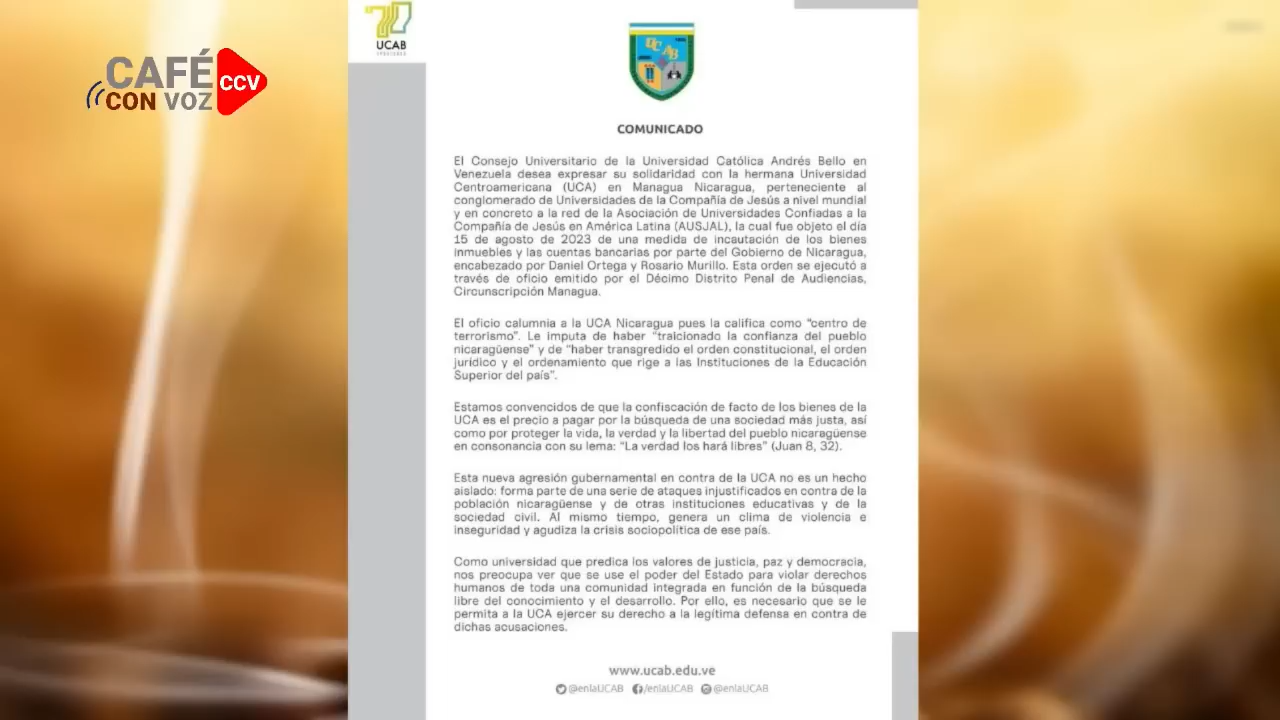 CAFÉ
CON VOZ
CCV
UCAB
COMUNICADO
El Consejo Universitario de la Universidad Católica Andrés Bello en
Venezuela desea expresar su solidaridad con la hermana Universidad
Centroamericana (UCA) en Managua Nicaragua, perteneciente al
conglomerado de Universidades de la Compañía de Jesús a nivel mundial
y en concreto a la red de la Asociación de Universidades Confiadas a la
Compañía de Jesús en América Latina (AUSJAL), la cual fue objeto el día
15 de agosto de 2023 de una medida de incautación de los bienes
inmuebles y las cuentas bancarias por parte del Gobierno de Nicaragua,
encabezado por Daniel Ortega y Rosario Murillo. Esta orden se ejecutó a
través de oficio emitido por el Décimo Distrito Penal de Audiencias,
Circunscripción Managua.
El oficio calumnia a la UCA Nicaragua pues la califica como “centro de
terrorismo”. Le imputa de haber “traicionado la confianza del pueblo
nicaragüense” y de “haber transgredido el orden constitucional, el orden
jurídico y el ordenamiento que rige a las Instituciones de la Educación
Superior del país”.
Estamos convencidos de que la confiscación de facto de los bienes de la
UCA es el precio a pagar por la búsqueda de una sociedad más justa, así
como por proteger la vida, la verdad y la libertad del pueblo nicaragüense
en consonancia con su lema: “La verdad los hará libres” (Juan 8, 32).
Esta nueva agresión gubernamental en contra de la UCA no es un hecho
aislado: forma parte de una serie de ataques injustificados en contra de la
población nicaragüense y de otras instituciones educativas y de la
sociedad civil. Al mismo tiempo, genera un clima de violencia e
inseguridad y agudiza la crisis sociopolítica de ese país.
Como universidad que predica los valores de justicia, paz y democracia,
nos preocupa ver que se use el poder del Estado para violar derechos
humanos de toda una comunidad integrada en función de la búsqueda
libre del conocimiento y el desarrollo. Por ello, es necesario que se le
permita a la UCA ejercer su derecho a la legítima defensa en contra de
dichas acusaciones.
www.ucab.edu.ve
@enlaUCAB /enlaUCAB @enlaUCAB